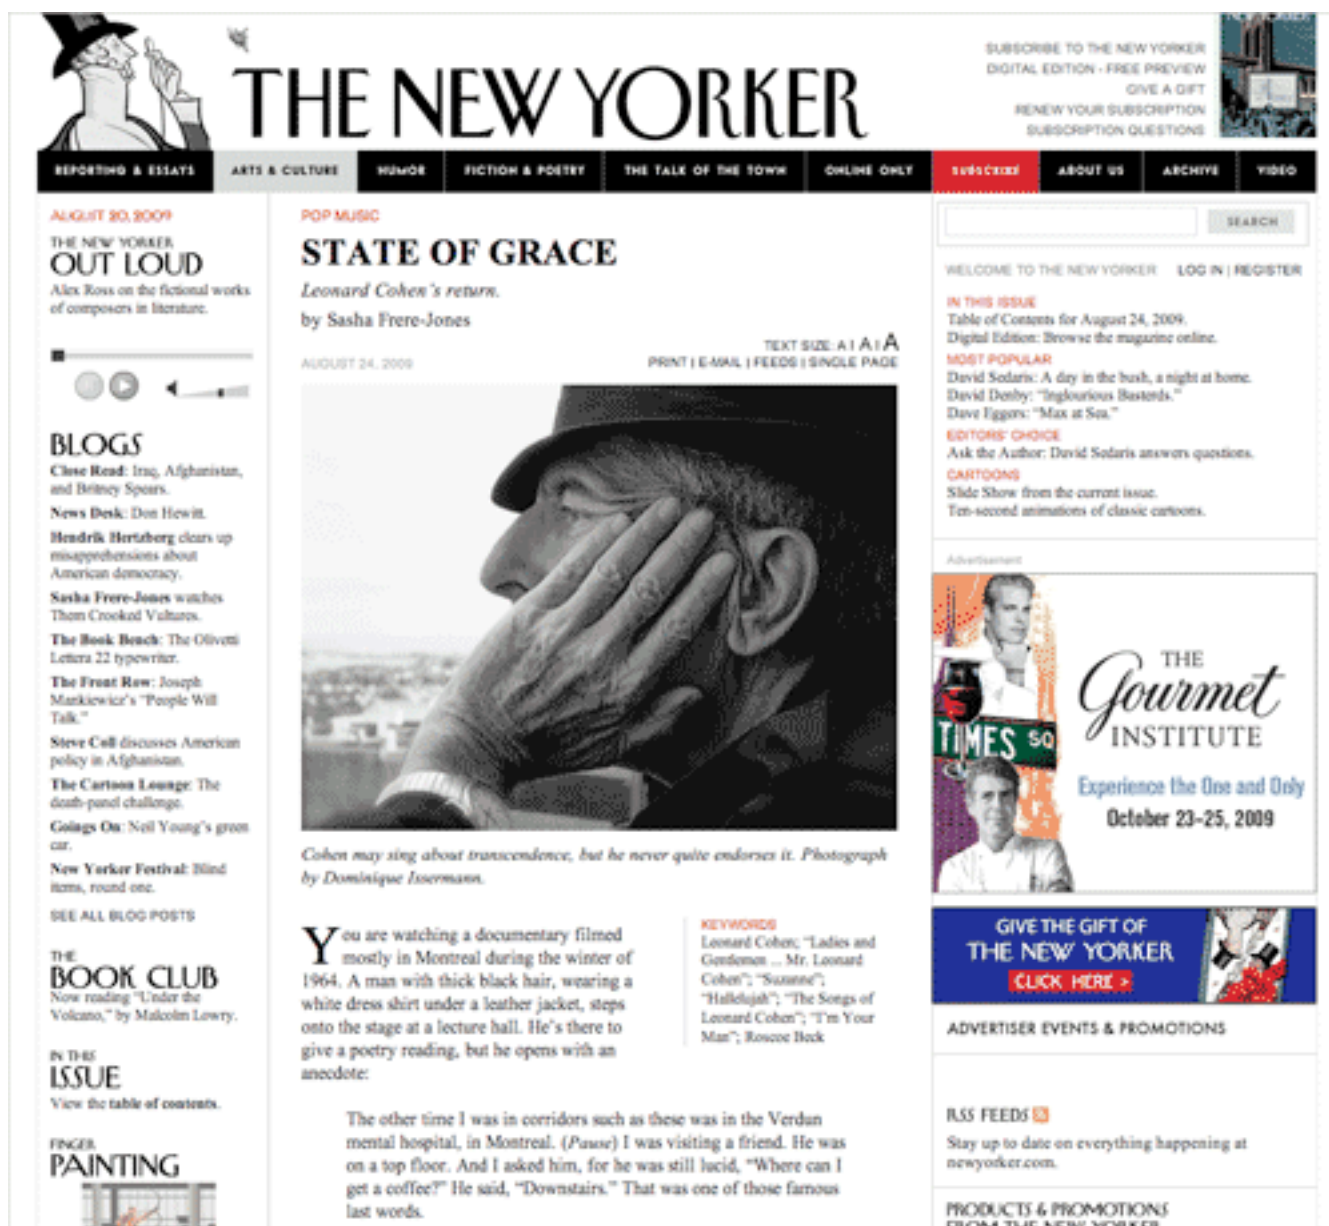 THE NEW YORKER
SUBSCRIBE TO THE NEW YORKER
DIGITAL EDITION - FREE PREVIEW
GIVE A GIFT
RENEW YOUR SUBSCRIPTION
SUBSCRIPTION QUESTIONS
REPORTING & ESSAYS
ARTS & CULTURE
HUMOR
FICTION & POETRY
THE TALK OF THE TOWN
ONLINE ONLY
SUBSCRIBE
ABOUT US
ARCHIVE
VIDEO
AUGUST 20, 2009
THE NEW YORKER
OUT LOUD
Alex Ross on the fictional works
of composers in literature.
BLOGS
Close Read: Iraq, Afghanistan,
and Britney Spears.
News Desk: Don Hewitt.
Hendrik Hertzberg clears up
misapprehensions about
American democracy.
Sasha Frere-Jones watches
Them Crooked Vultures.
The Book Bench: The Olivetti
Lettera 22 typewriter.
The Front Row: Joseph
Mankiewicz's "People Will
Talk."
Steve Coll discusses American
policy in Afghanistan.
The Cartoon Lounge: The
death-panel challenge.
Goings On: Neil Young's green
car.
New Yorker Festival: Blind
items, round one.
SEE ALL BLOG POSTS
THE
BOOK CLUB
Now reading "Under the
Volcano," by Malcolm Lowry.
IN THIS
ISSUE
View the table of contents.
FINGER
PAINTING
POP MUSIC
STATE OF GRACE
Leonard Cohen's return.
by Sasha Frere-Jones
TEXT SIZE: A | A | A
AUGUST 24, 2009
PRINT | E-MAIL | FEEDS | SINGLE PAGE
Cohen may sing about transcendence, but he never quite endorses it. Photograph
by Dominique Issermann.
You are watching a documentary filmed
mostly in Montreal during the winter of
1964. A man with thick black hair, wearing a
white dress shirt under a leather jacket, steps
onto the stage at a lecture hall. He's there to
give a poetry reading, but he opens with an
anecdote:
KEYWORDS
Leonard Cohen; "Ladies and
Gentlemen ... Mr. Leonard
Cohen"; "Suzanne";
"Hallelujah"; "The Songs of
Leonard Cohen"; "I'm Your
Man"; Roscoe Beck
The other time I was in corridors such as these was in the Verdun
mental hospital, in Montreal. (Pause) I was visiting a friend. He was
on a top floor. And I asked him, for he was still lucid, "Where can I
get a coffee?" He said, "Downstairs." That was one of those famous
last words.
SEARCH
WELCOME TO THE NEW YORKER LOG IN | REGISTER
IN THIS ISSUE
Table of Contents for August 24, 2009.
Digital Edition: Browse the magazine online.
MOST POPULAR
David Sedaris: A day in the bush, a night at home.
David Denby: "Inglourious Basterds."
Dave Eggers: "Max at Sea."
EDITORS' CHOICE
Ask the Author: David Sedaris answers questions.
CARTOONS
Slide Show from the current issue.
Ten-second animations of classic cartoons.
Advertisement
TIMES SQ
THE
Gourmet
INSTITUTE
Experience the One and Only
October 23-25, 2009
GIVE THE GIFT OF
THE NEW YORKER
CLICK HERE >
ADVERTISER EVENTS & PROMOTIONS
RSS FEEDS
Stay up to date on everything happening at
newyorker.com.
PRODUCTS & PROMOTIONS
FROM THE NEW YORKER